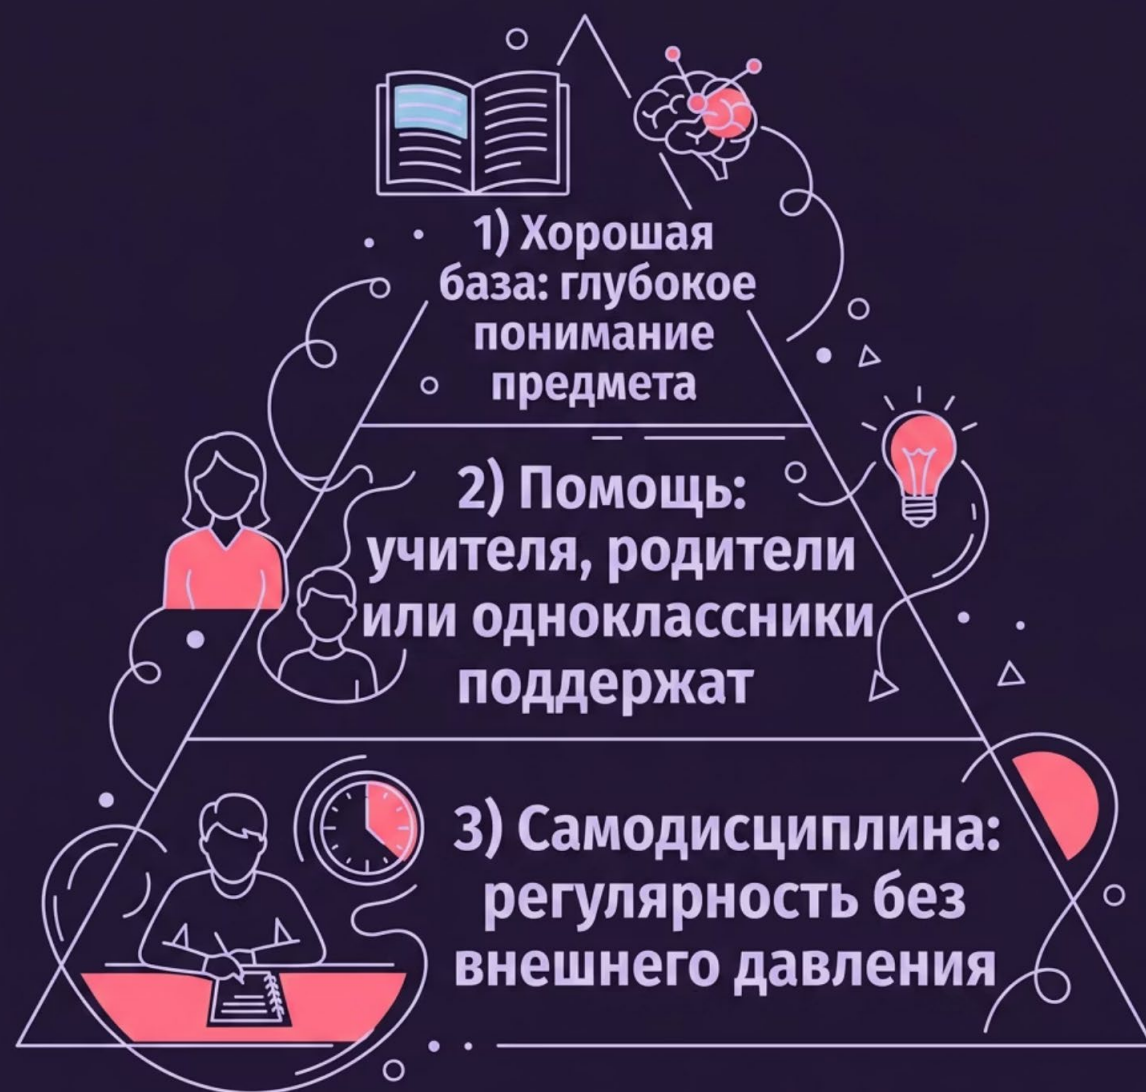 1) Хорошая
база: глубокое
понимание
предмета
2) Помощь:
учителя, родители
или одноклассники
поддержат
3) Самодисциплина:
регулярность без
внешнего давления